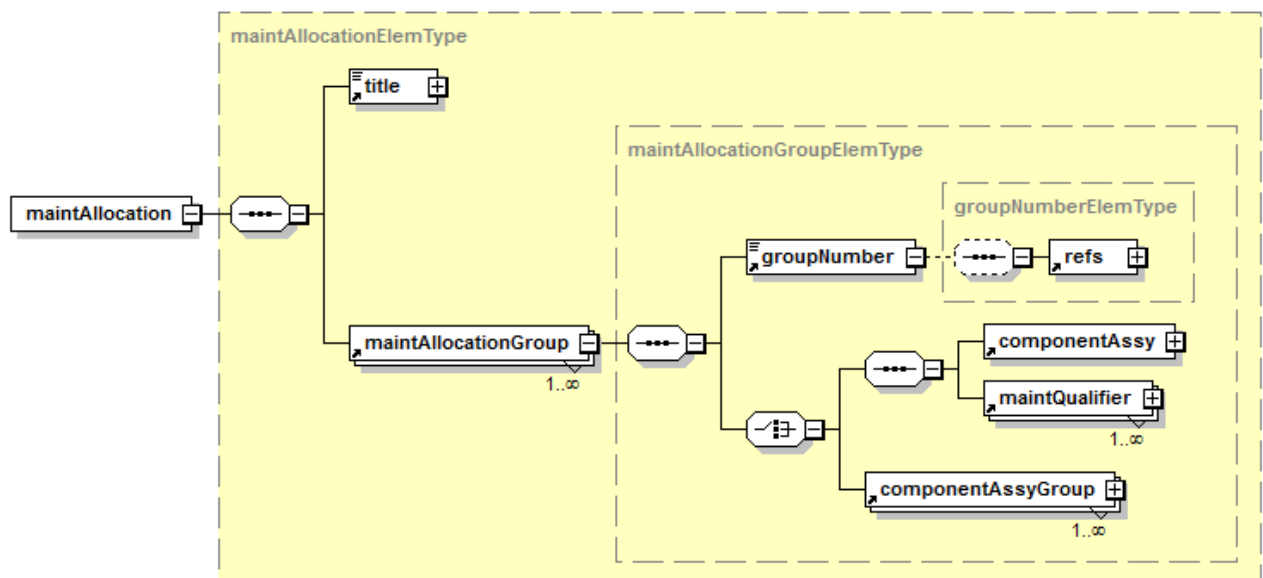 maintAllocationElemType
title
maintAllocationGroupElemType
groupNumberElemType
maintAllocation
groupNumber
refs
maintAllocationGroup
1..∞
componentAssy
maintQualifier
1..∞
componentAssyGroup
1..∞